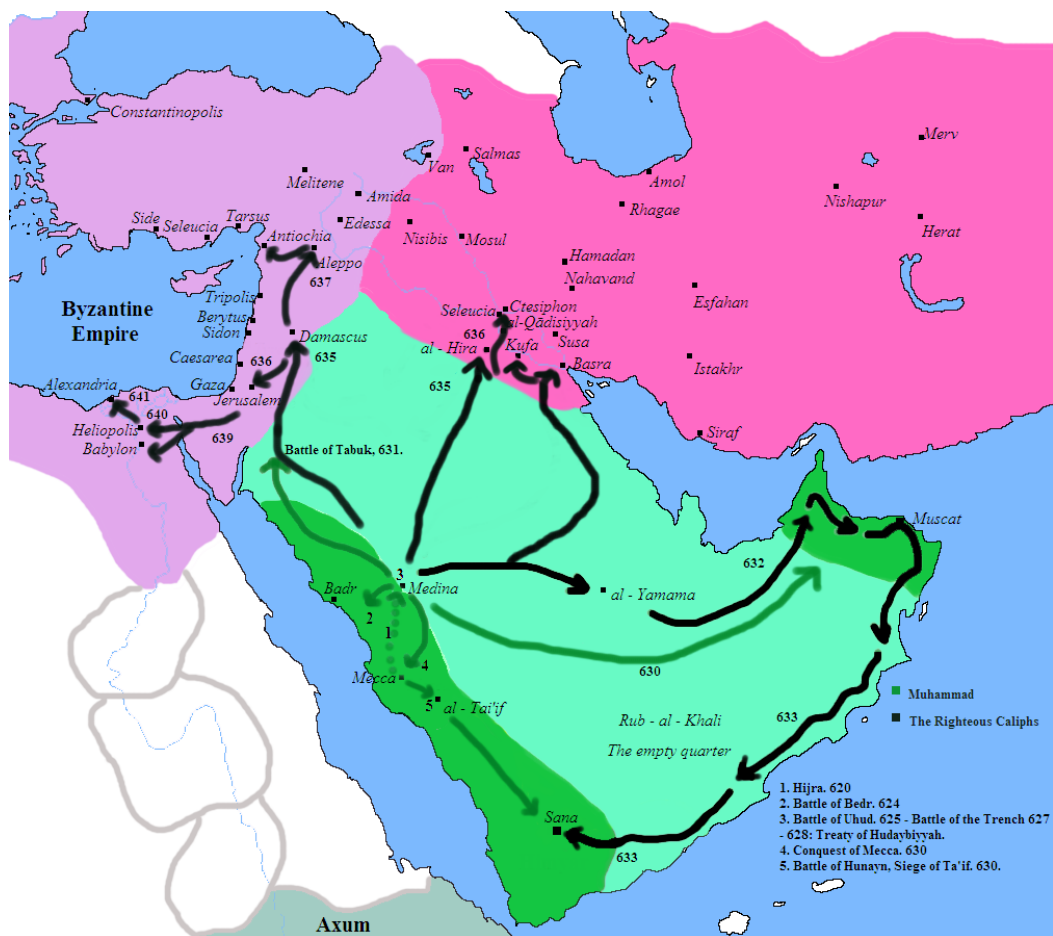 Constantinopolis
Merv
Salmas
Van
Melitene
Amol
Amida
Nishapur
Rhagae
Side
Seleucia
Tarsus
Edessa
Nisibis
Mosul
Herat
Antiochia
Aleppo
Hamadan
Nahavand
637
Esfahan
Tripolis
Byzantine
Empire
Berytus
Sidon
Seleucia
Ctesiphon
al-Qādisiyyah
Damascus
636
Kufa
Susa
al - Hira
Caesarea
636
635
Basra
Istakhr
Alexandria
641
Gaza
Jerusalem
635
640
Heliopolis
639
Babylon
Siraf
Battle of Tabuk, 631.
Muscat
632
3
Medina
Badr
al - Yamama
2
1
4
630
Mecca
5
al - Tai'if
Muhammad
633
Rub - al - Khali
The Righteous Caliphs
The empty quarter
1. Hijra. 620
2. Battle of Bedr. 624
3. Battle of Uhud. 625 - Battle of the Trench 627
- 628: Treaty of Hudaybiyyah.
4. Conquest of Mecca. 630
5. Battle of Hunayn, Siege of Ta'if. 630.
Sana
633
Axum